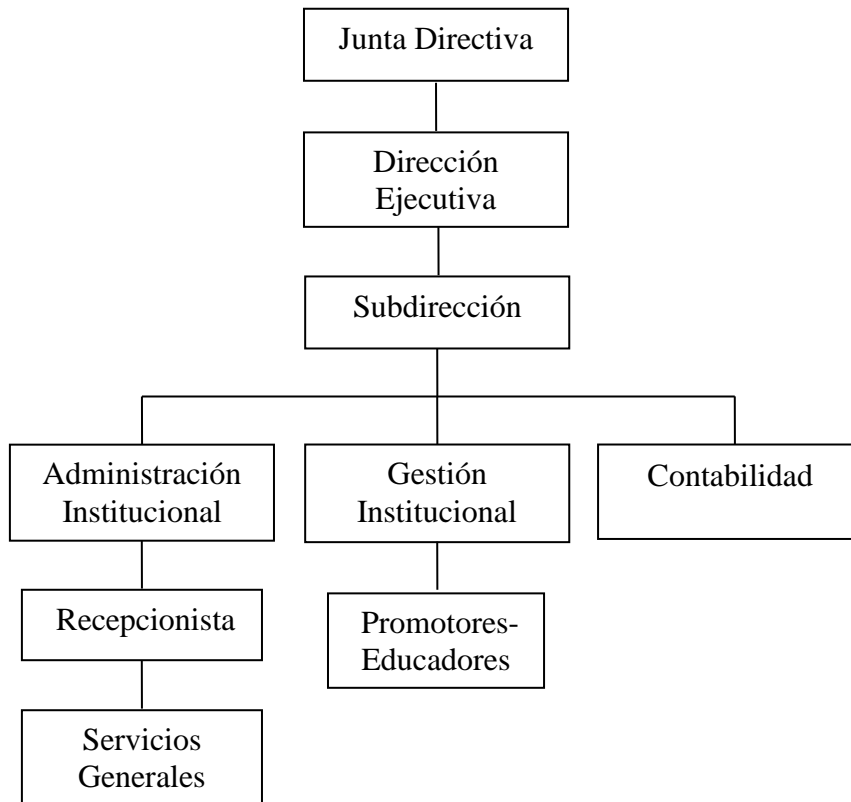 Junta Directiva
Dirección
Ejecutiva
Subdirección
Administración
Institucional
Gestión
Institucional
Contabilidad
Recepcionista
Promotores-
Educadores
Servicios
Generales